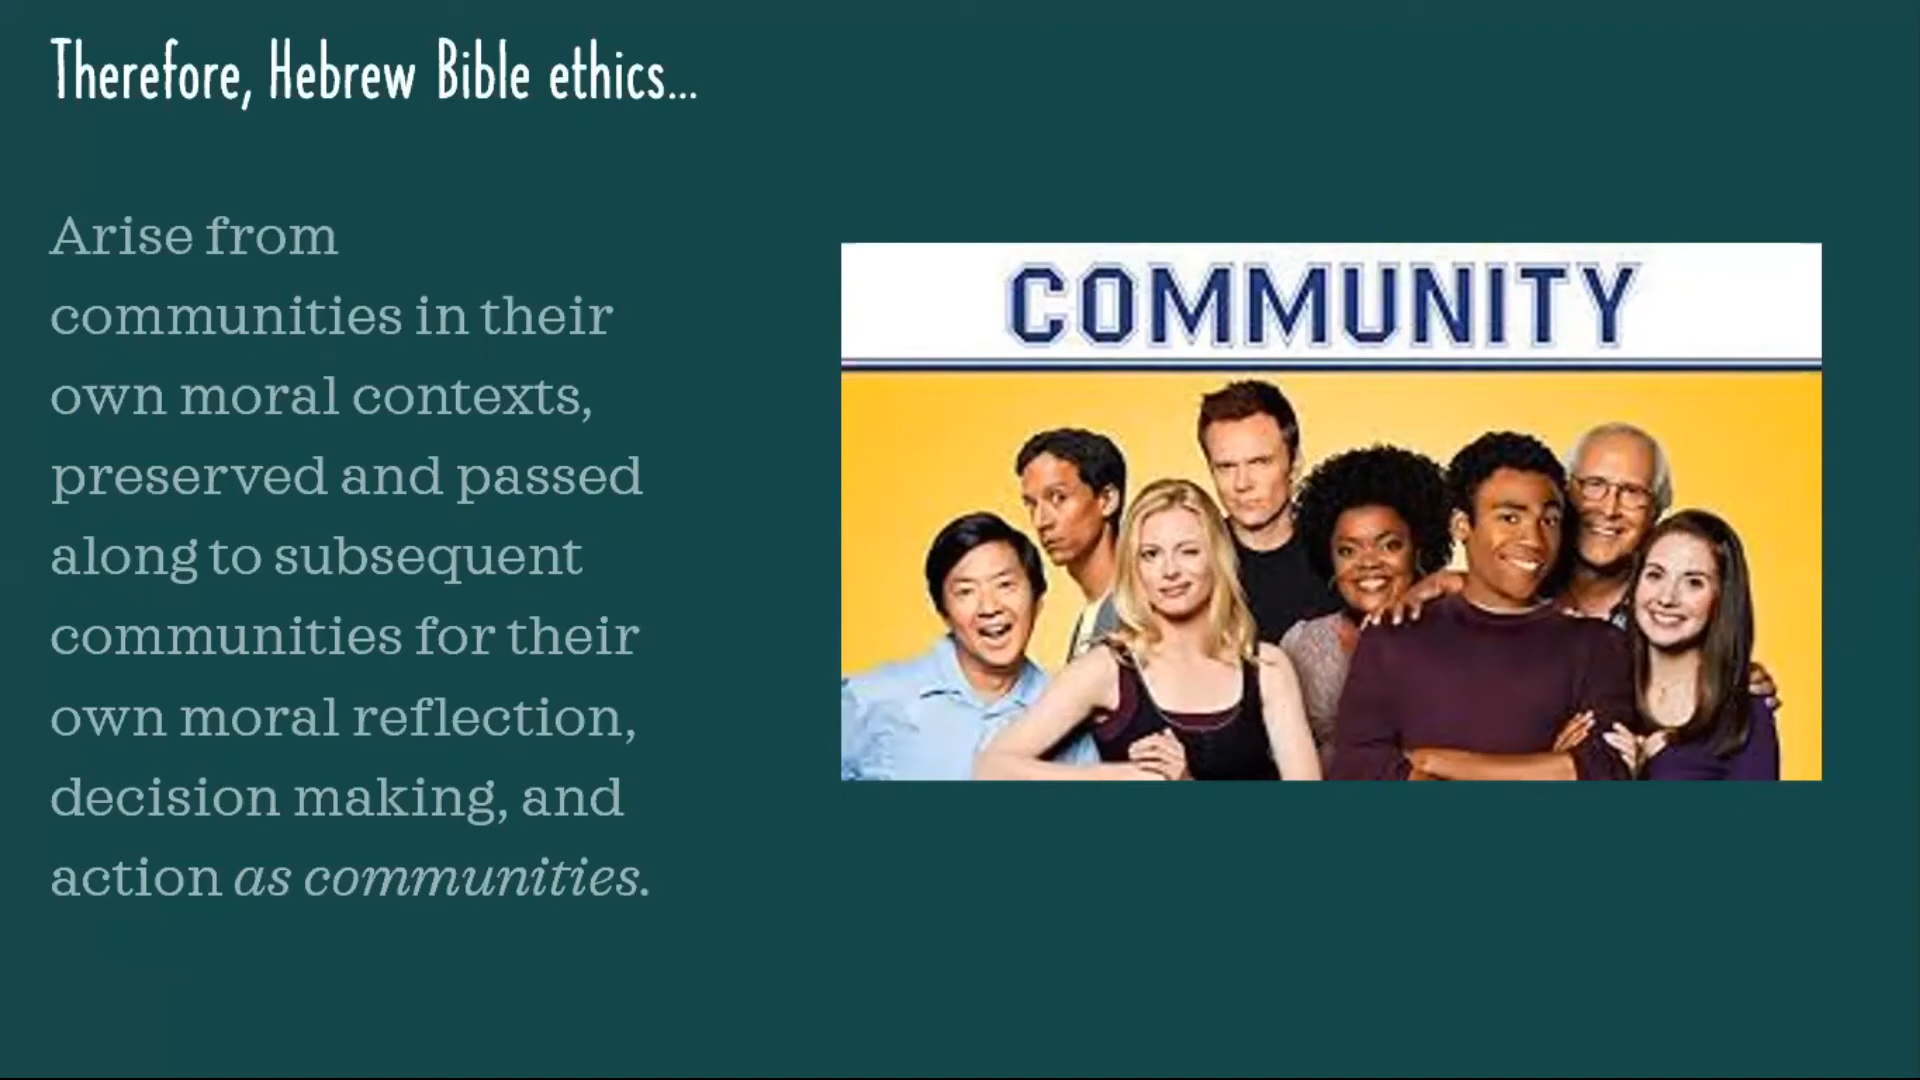 Therefore, Hebrew Bible ethics...
Arise from
communities in their
own moral contexts,
preserved and passed
along to subsequent
communities for their
own moral reflection,
decision making, and
action as communities.
COMMUNITY